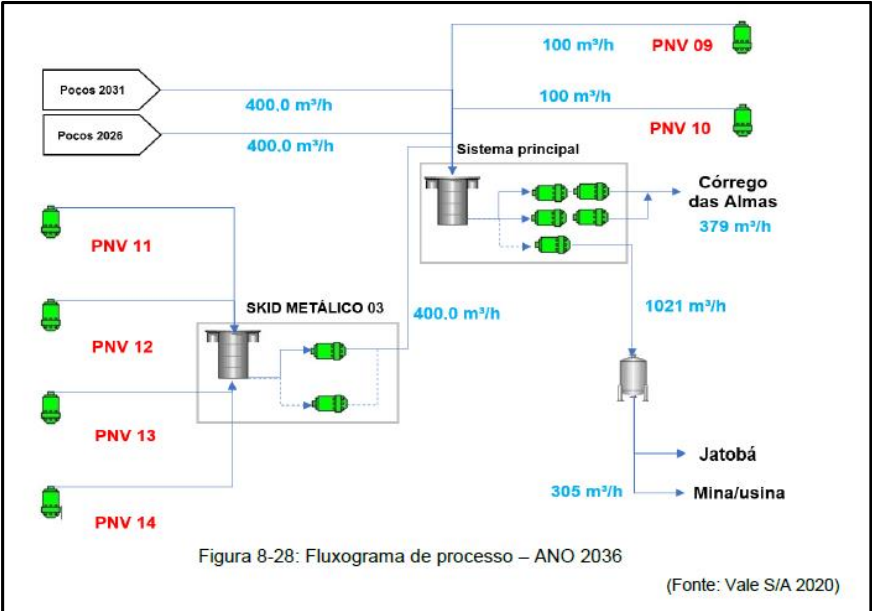 100 m³/h
PNV 09
Poços 2031
400.0 m³/h
100 m³/h
PNV 10
Pocos 2026
400.0 m³/h
Sistema principal
Córrego
das Almas
379 m³/h
PNV 11
SKID METÁLICO 03
400.0 m³/h
1021 m³/h
PNV 12
PNV 13
Jatobá
305 m³/h
Mina/usina
PNV 14
Figura 8-28: Fluxograma de processo – ANO 2036
(Fonte: Vale S/A 2020)